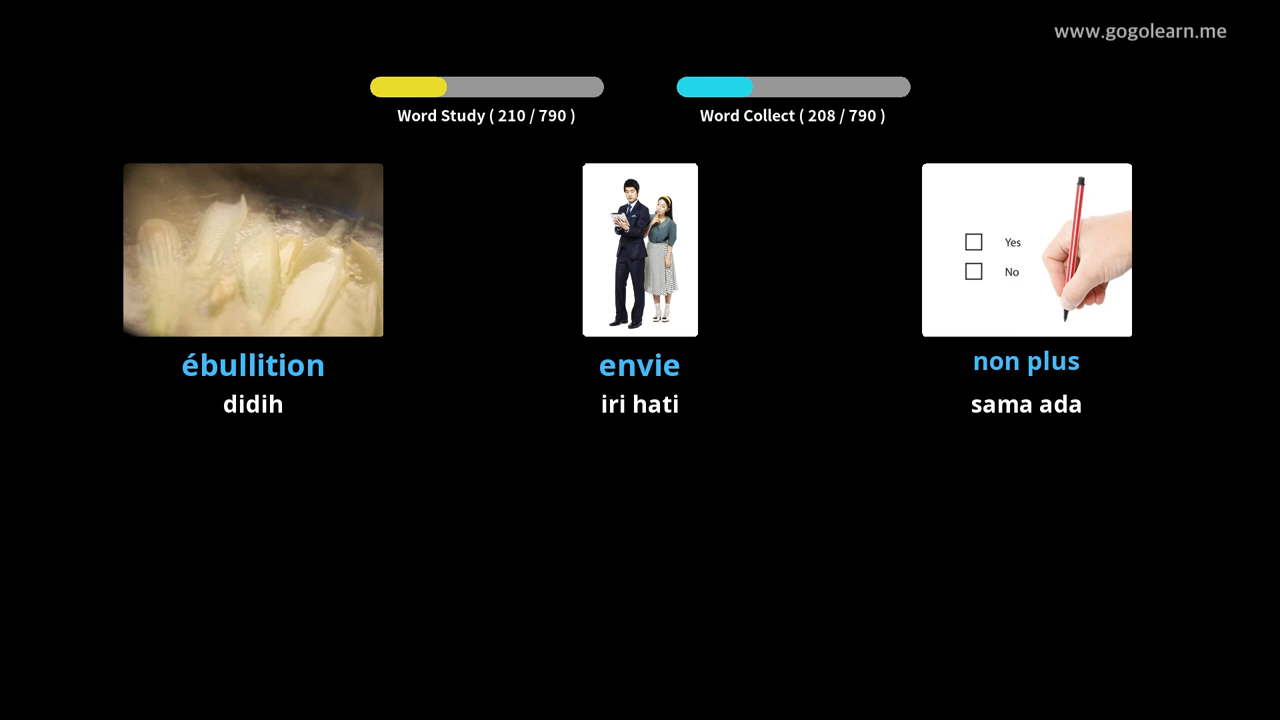 www.gogolearn.me
Word Study ( 210 / 790 )
Word Collect ( 208 / 790 )
Yes
No
ébullition
envie
non plus
didih
iri hati
sama ada